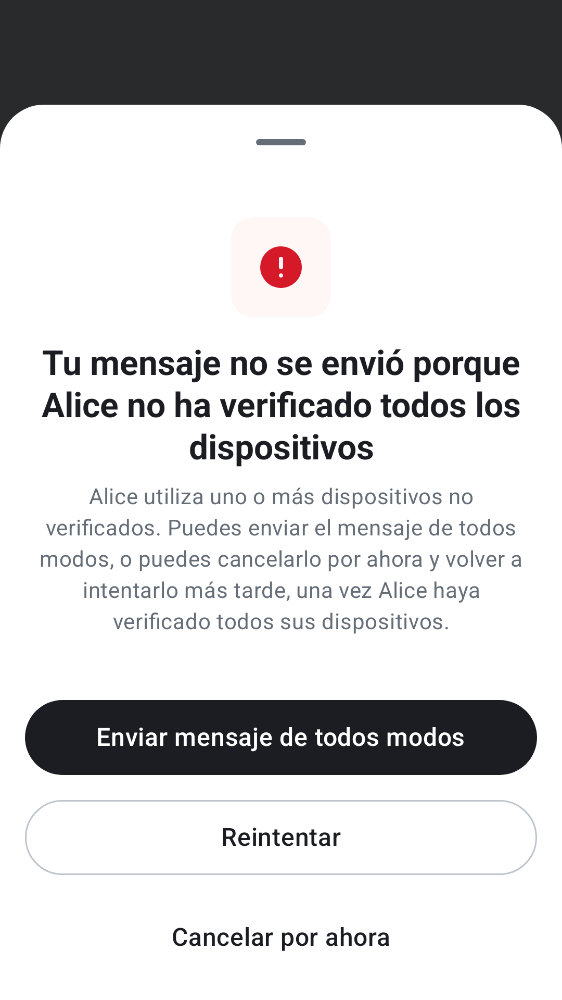 Tu mensaje no se envió porque
Alice no ha verificado todos los
dispositivos
Alice utiliza uno o más dispositivos no
verificados. Puedes enviar el mensaje de todos
modos, o puedes cancelarlo por ahora y volver a
intentarlo más tarde, una vez Alice haya
verificado todos sus dispositivos.
Enviar mensaje de todos modos
Reintentar
Cancelar por ahora